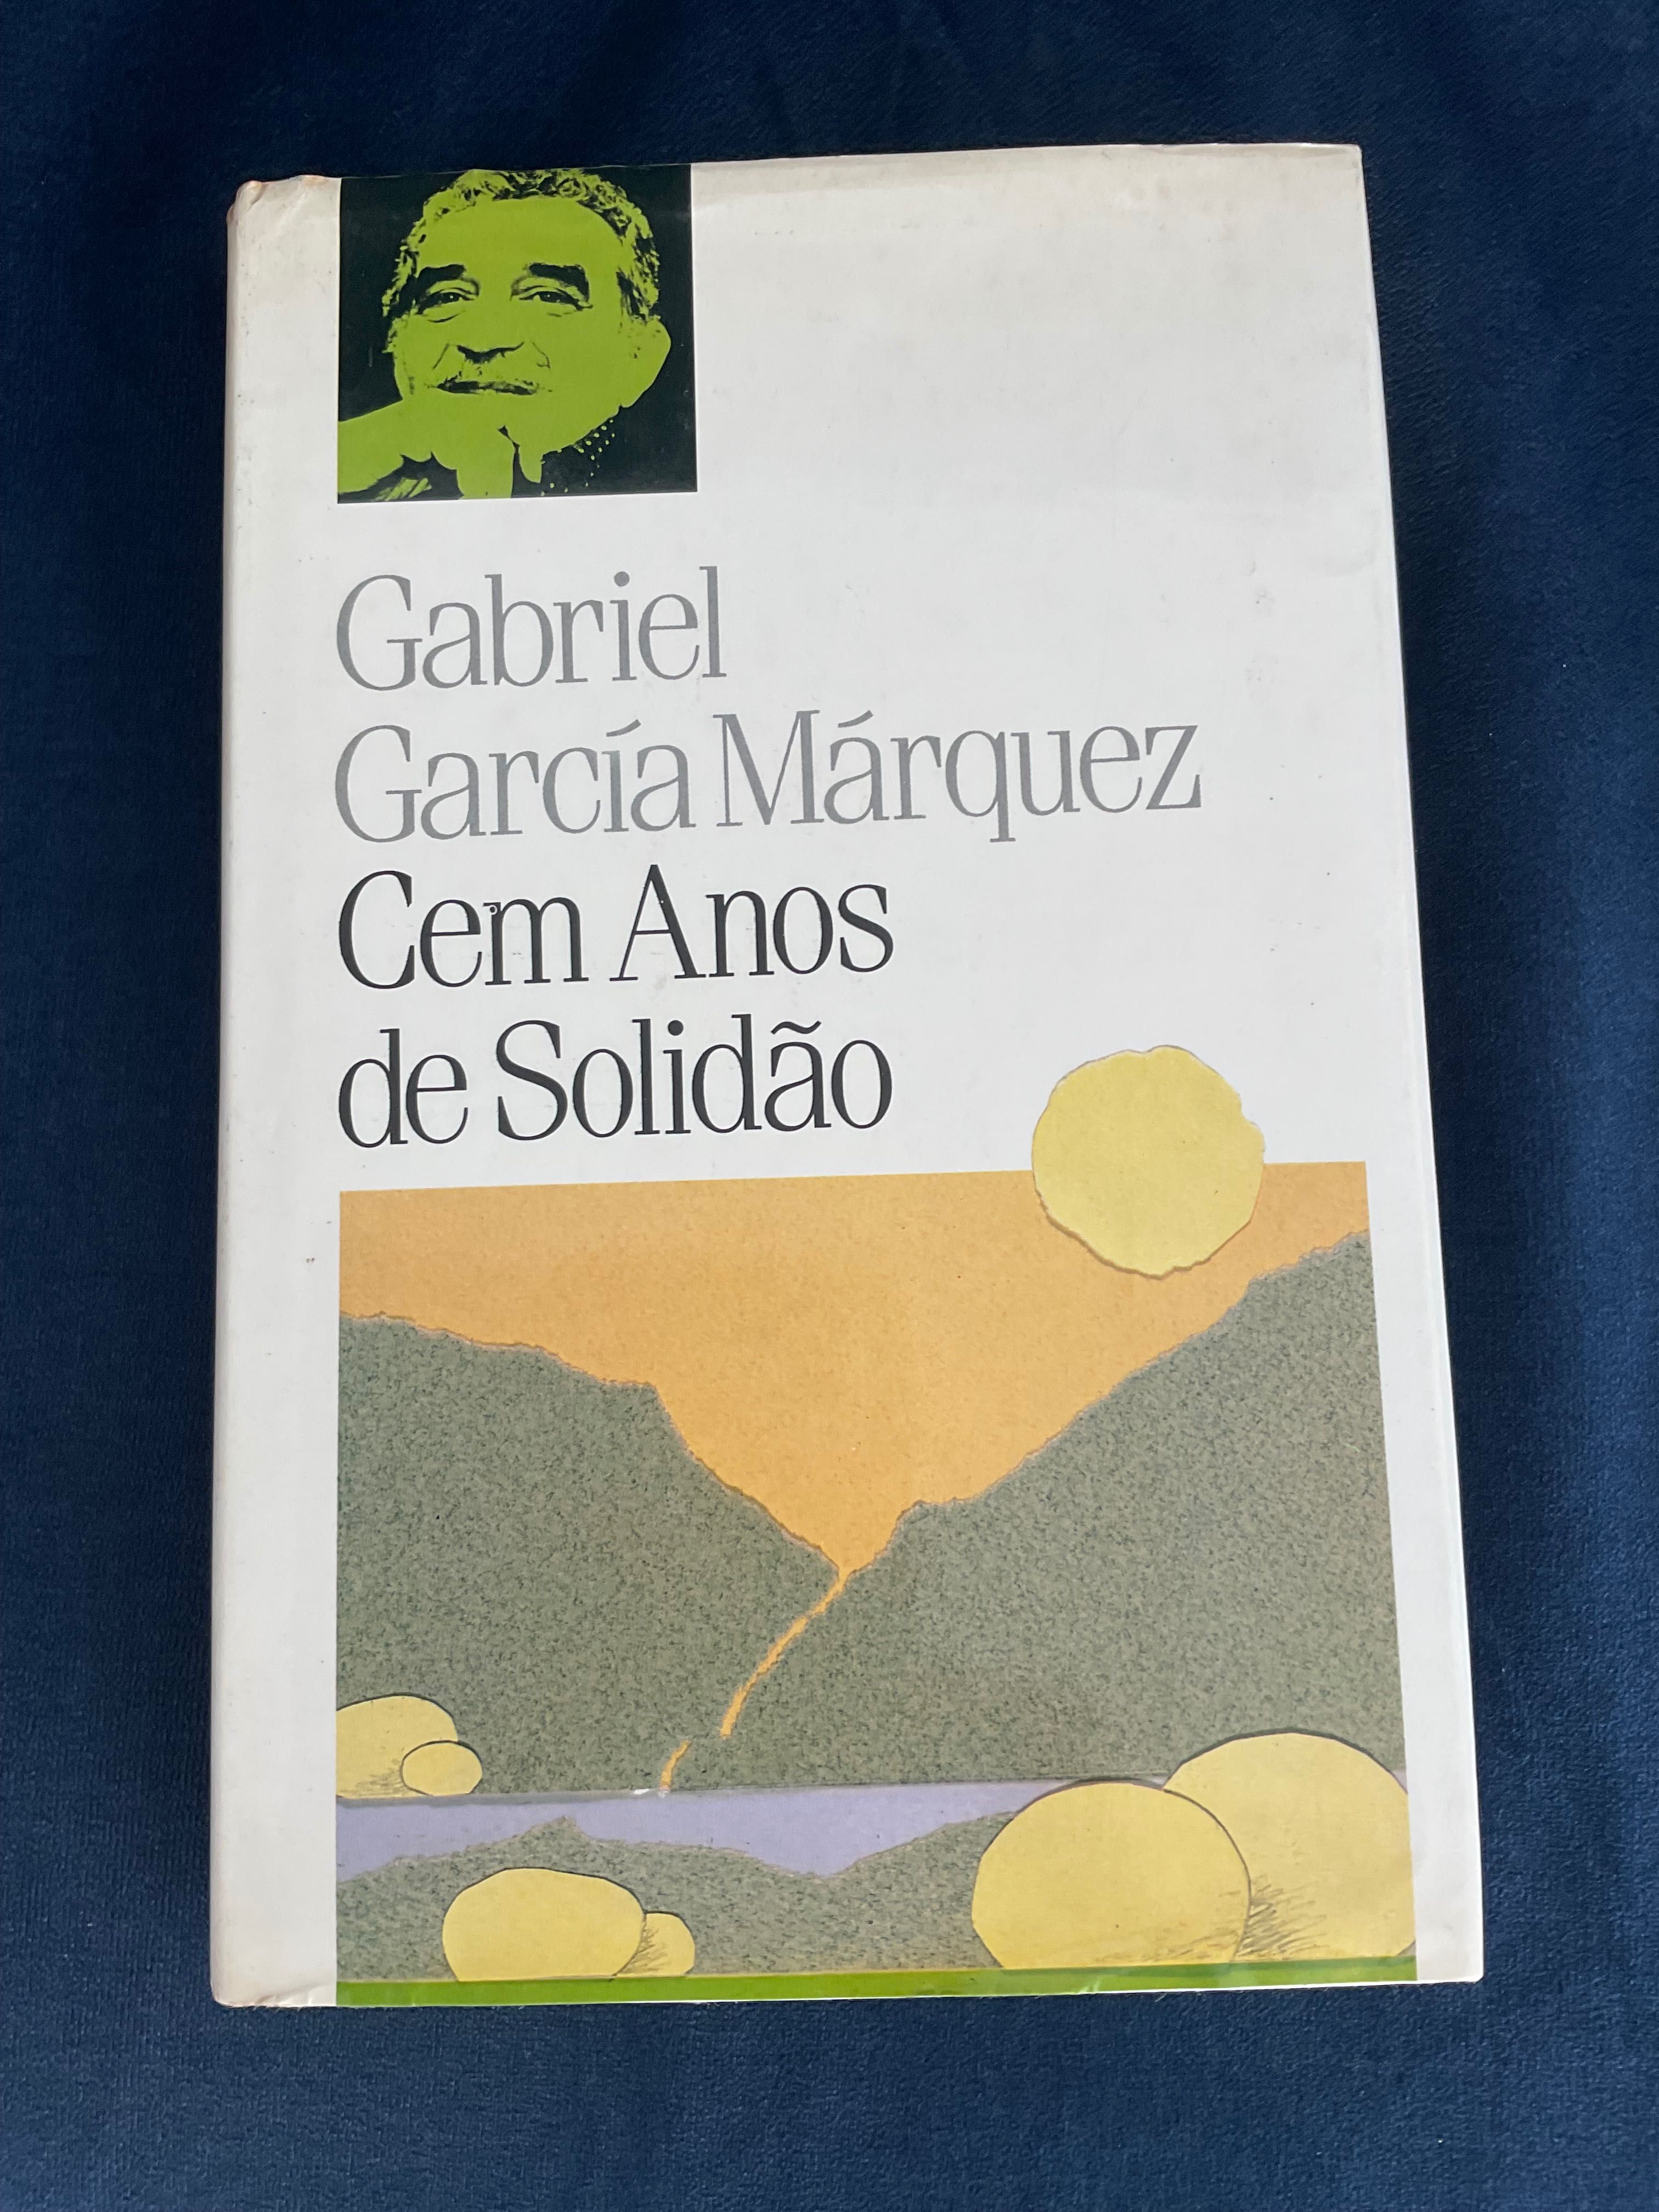 Gabriel
García Márquez
Cem Anos
de Solidão